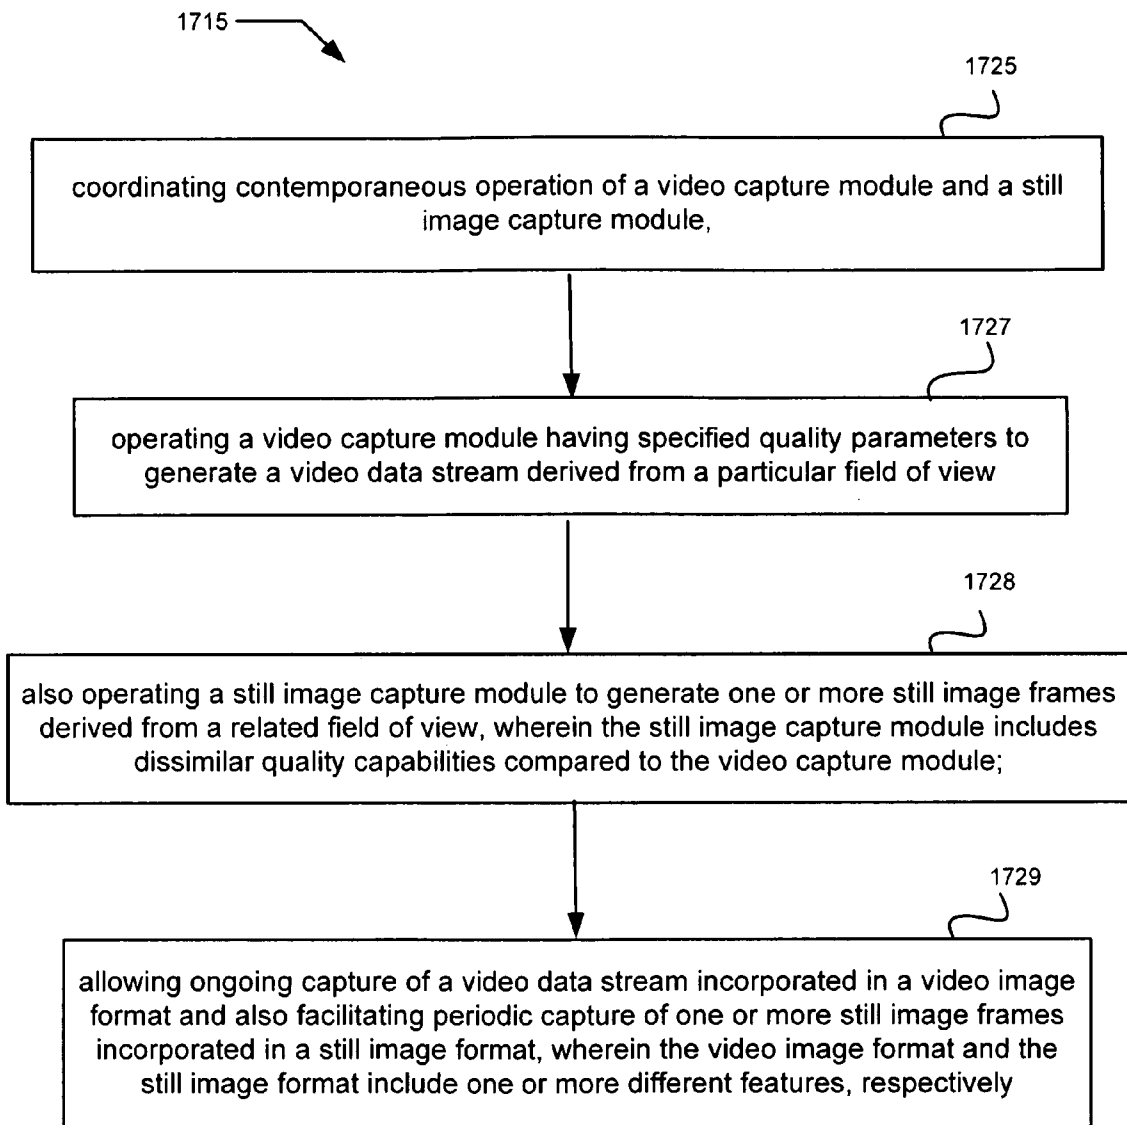 1715
1725
coordinating contemporaneous operation of a video capture module and a still
image capture module,
1727
operating a video capture module having specified quality parameters to
generate a video data stream derived from a particular field of view
1728
also operating a still image capture module to generate one or more still image frames
derived from a related field of view, wherein the still image capture module includes
dissimilar quality capabilities compared to the video capture module;
1729
allowing ongoing capture of a video data stream incorporated in a video image
format and also facilitating periodic capture of one or more still image frames
incorporated in a still image format, wherein the video image format and the
still image format include one or more different features, respectively